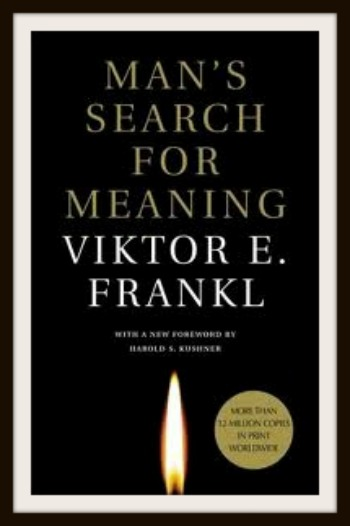 MAN'S
SEARCH
FOR
MEANING
VIKTOR E.
FRANKL
WITH A NEW FOREWORD BY
HAROLD S. KUSHNER
MORE THAN
12 MILLION COPIES
IN PRINT
WORLDWIDE